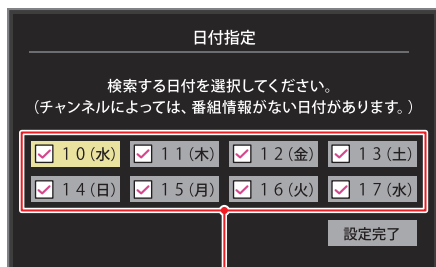 日付指定
検索する日付を選択してください。
(チャンネルによっては、番組情報がない日付があります。)
10(水) 11(木) 12(金) 13(土)
14(日) 15(月) 16(火) 17(水)
設定完了